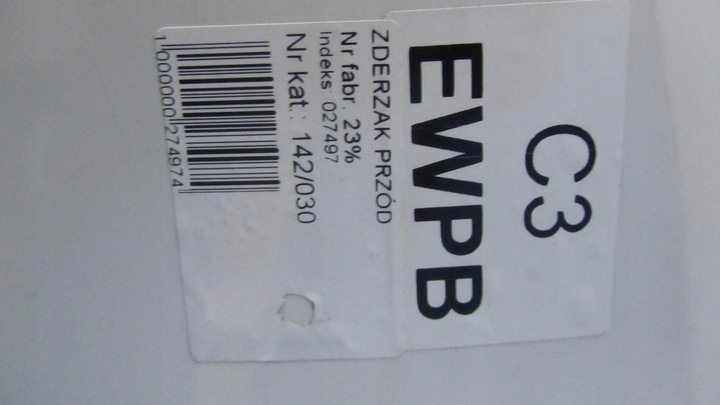 C3
EWPB
ZDERZAK PRZÓD
Nr fabr. 23%
Indeks 027497
Nr kat.: 142/030
1000000274974